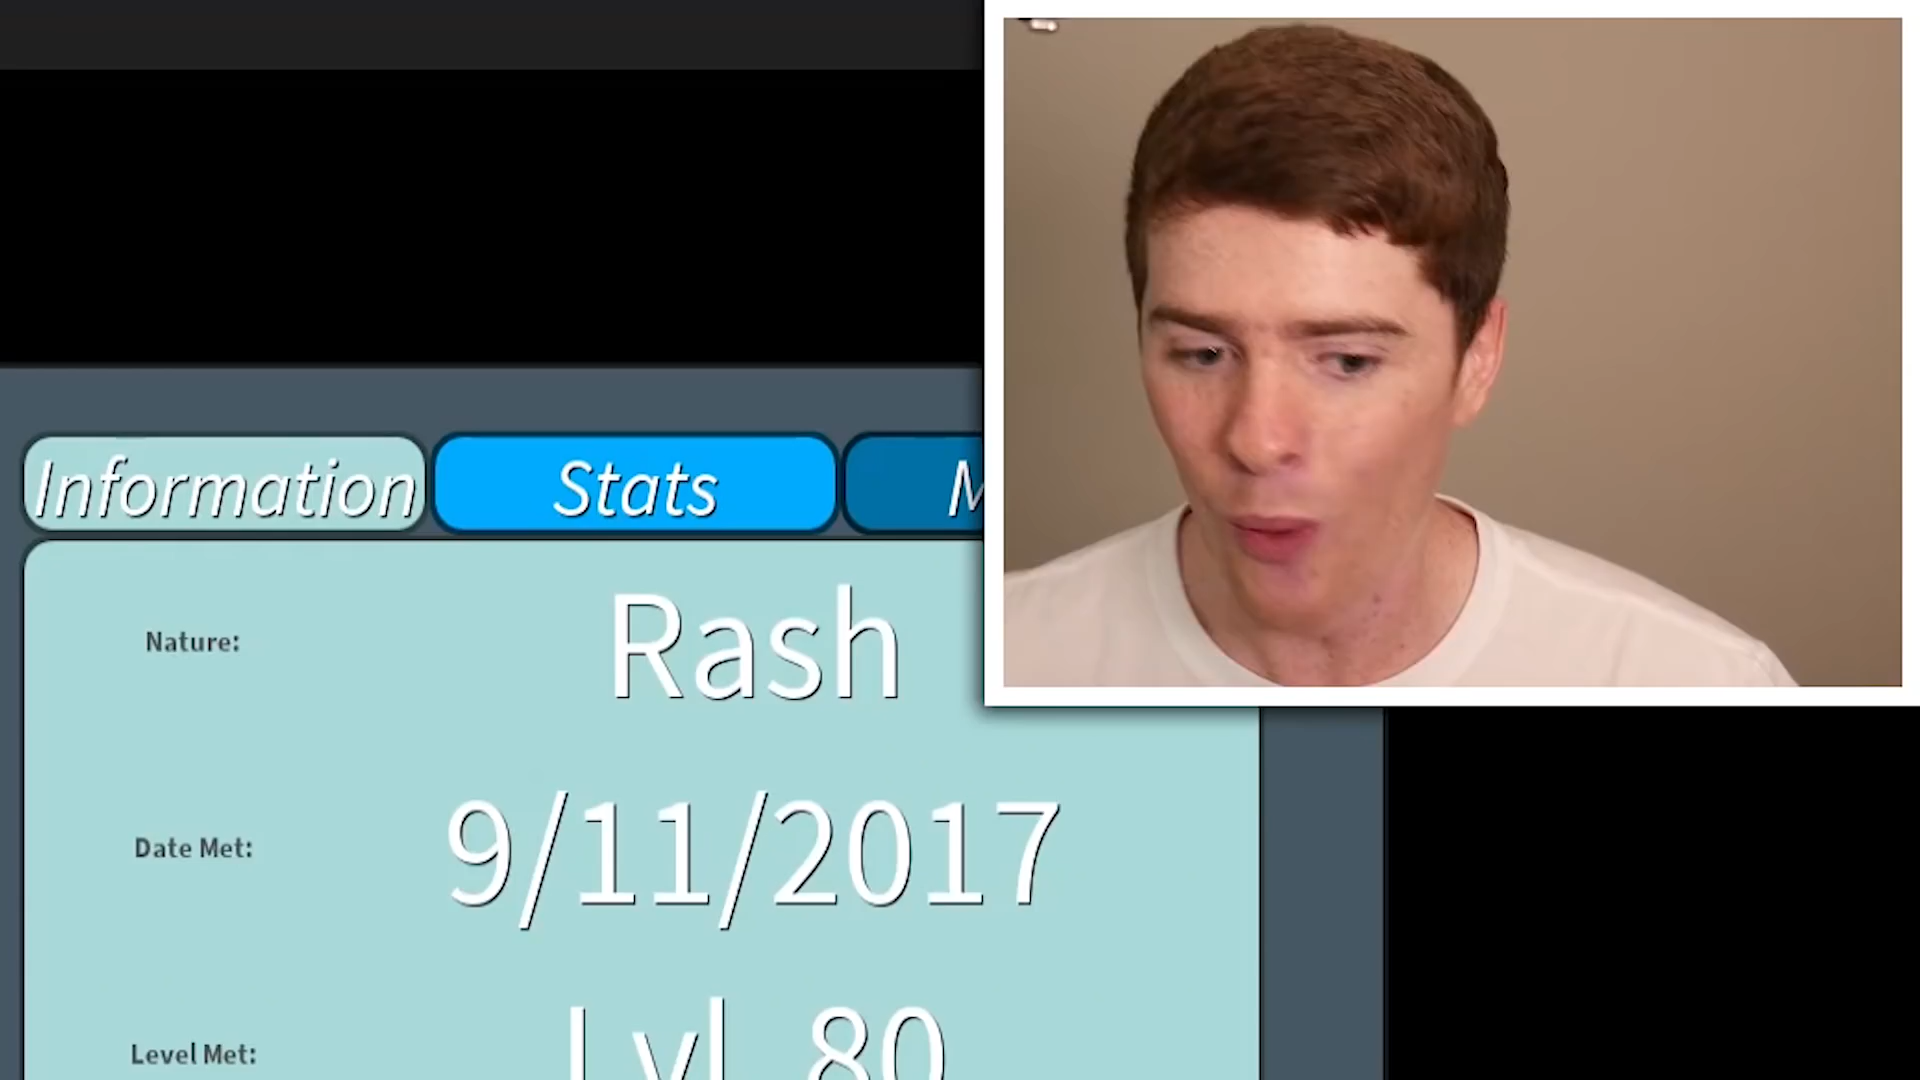 Information Stats M
Nature: Rash
Date Met: 9/11/2017
Level Met: Lvl. 80